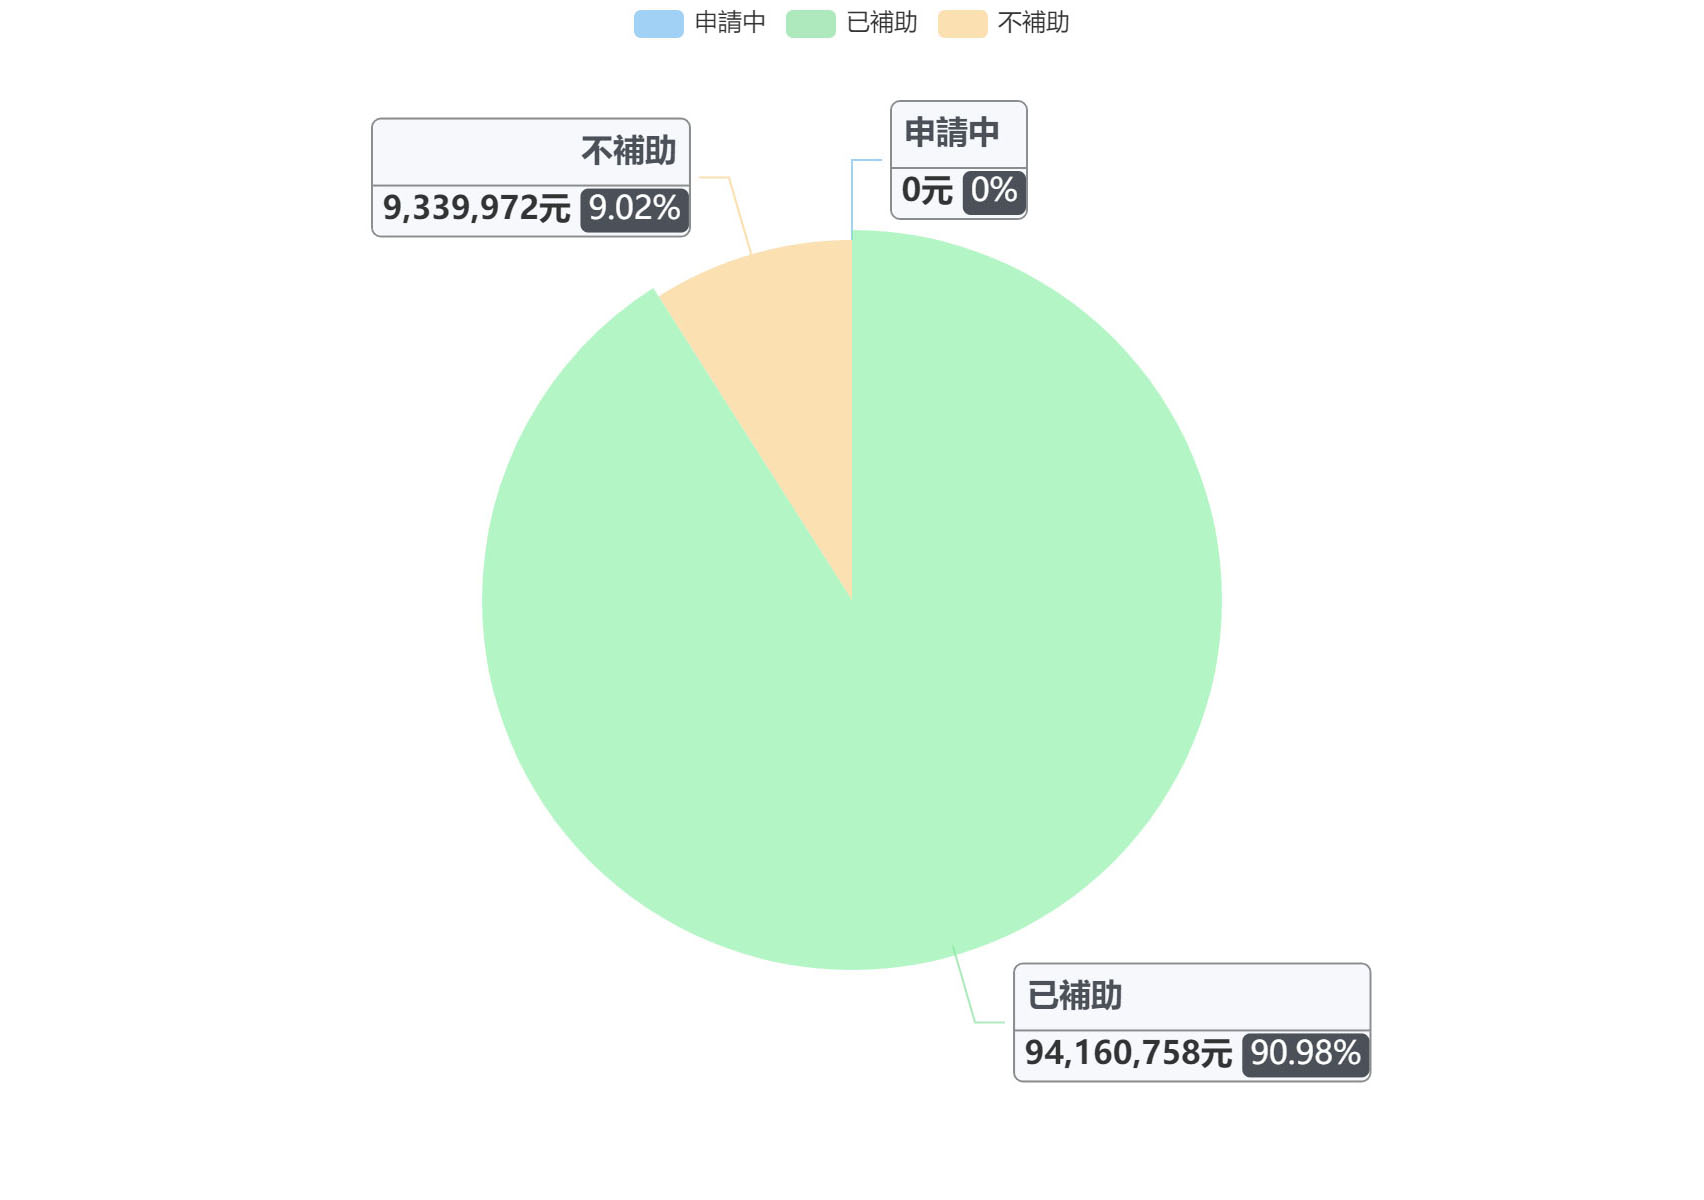 申請中 已補助 不補助
不補助
9,339,972元 9.02%
申請中
0元 0%
已補助
94,160,758元 90.98%